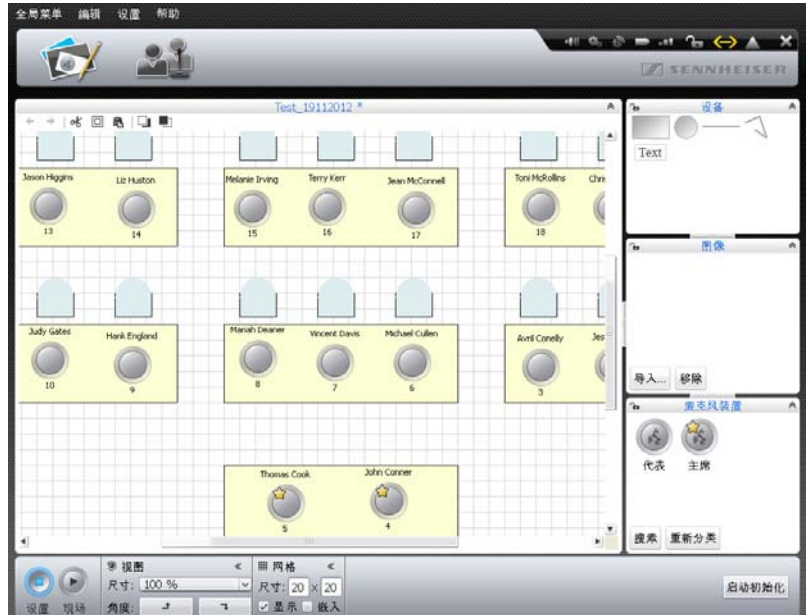 全局菜单 编辑 设置 帮助
SENNHEISER
Test_19112012 *
Jason Higgins
Liz Huston
Melanie Irving
Terry Kerr
Jean McConnell
Toni McRollins
Chris
13
14
15
16
17
18
Judy Gates
Hank England
Mariah Deaner
Vincent Davis
Michael Cullen
Avril Conelly
Jes
10
9
8
7
6
3
Thomas Cook
John Conner
5
4
设备
Text
图像
导入... 移除
麦克风装置
代表 主席
搜索 重新分类
设置 现场
视图
尺寸: 100 %
角度:
网格
尺寸: 20 × 20
显示 嵌入
启动初始化